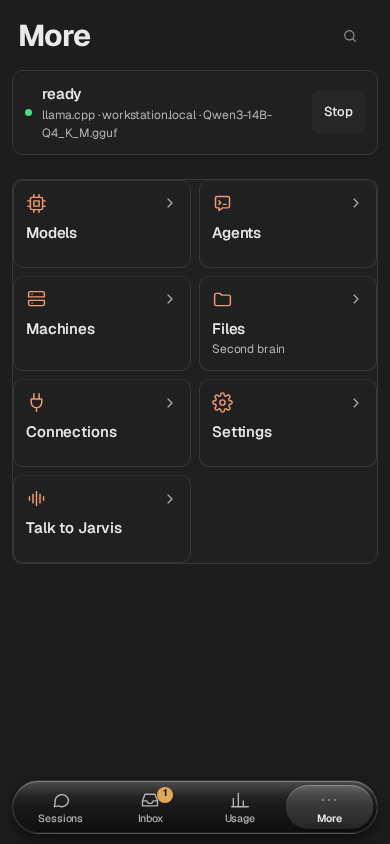 More
ready
llama.cpp · workstation.local · Qwen3-14B-
Q4_K_M.gguf
Stop
Models
Agents
Machines
Files
Second brain
Connections
Settings
Talk to Jarvis
1
Sessions
Inbox
Usage
More